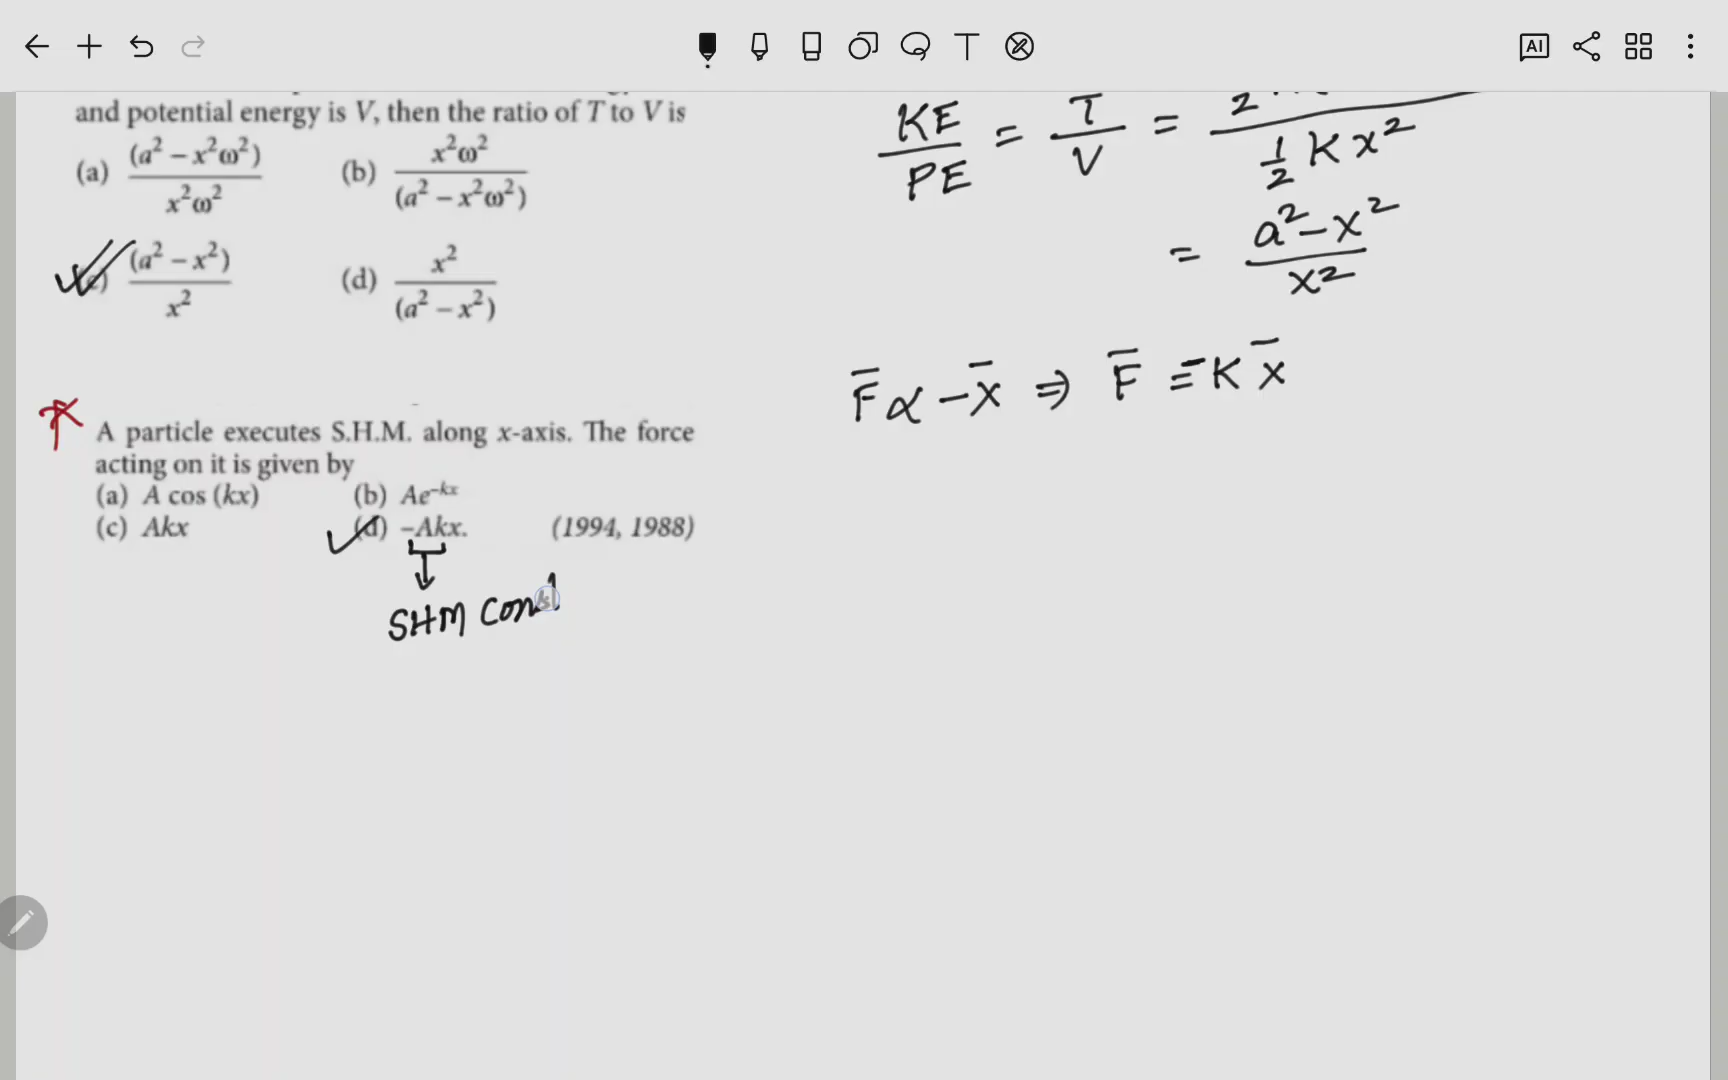 AI
and potential energy is V, then the ratio of T to V is
(a) (a² − x²ω²) / x²ω² (b) x²ω² / (a² − x²ω²)
(c) (a² − x²) / x² (d) x² / (a² − x²)
KE / PE = T / V = / ½ K x²
= a² − x² / x²
F̄ ∝ −x̄ ⇒ F̄ = −K x̄
A particle executes S.H.M. along x-axis. The force
acting on it is given by
(a) A cos (kx) (b) Ae⁻ᵏˣ
(c) Akx (d) −Akx. (1994, 1988)
SHM